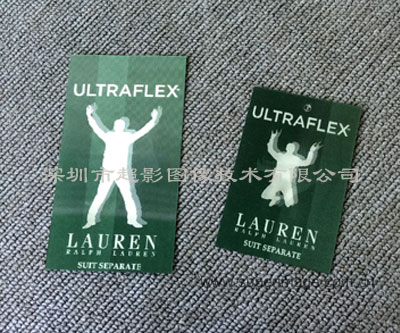 ULTRAFLEX
LAUREN
RALPH LAUREN
SUIT SEPARATE
ULTRAFLEX
LAUREN
RALPH LAUREN
SUIT SEPARATE
深圳市超影图像技术有限公司